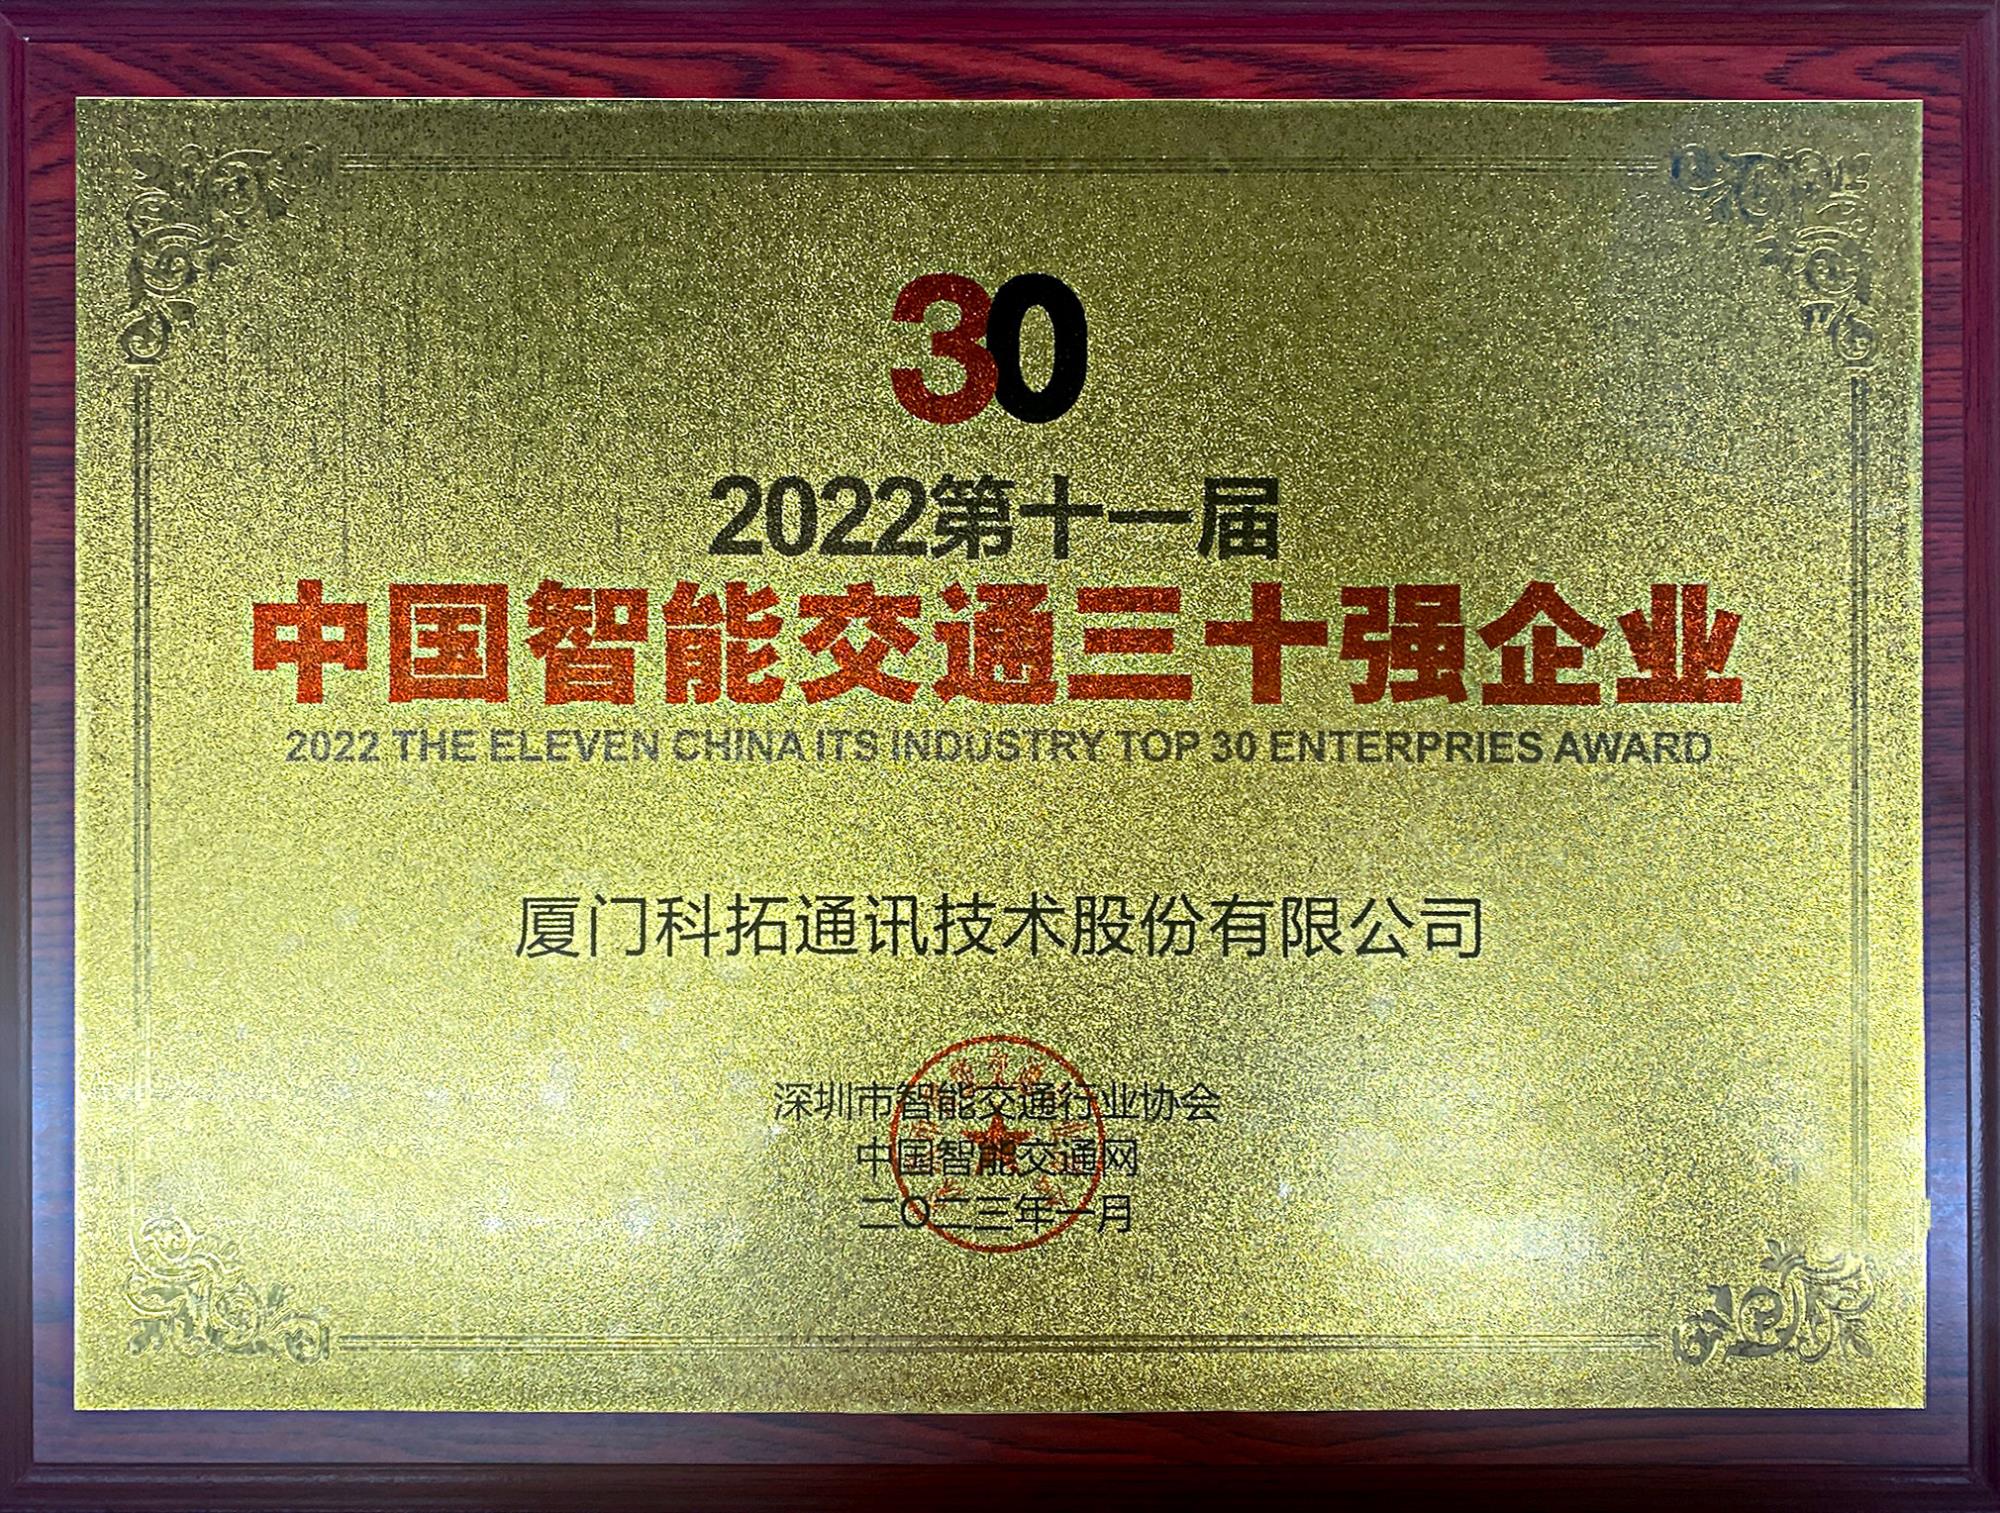 30
2022第十一届
中国智能交通三十强企业
2022 THE ELEVEN CHINA ITS INDUSTRY TOP 30 ENTERPRIES AWARD
厦门科拓通讯技术股份有限公司
深圳市智能交通行业协会
中国智能交通网
二〇二三年一月